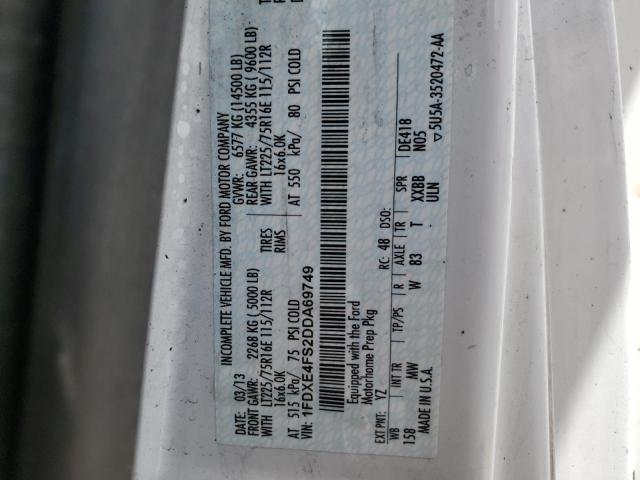 INCOMPLETE VEHICLE MFD. BY FORD MOTOR COMPANY
DATE: 03/13 GVWR: 6577 KG (14500 LB)
FRONT GAWR: 2268 KG (5000 LB) REAR GAWR: 4355 KG (9600 LB)
WITH LT225/75R16E 115/112R TIRES WITH LT225/75R16E 115/112R
16x6.0K RIMS 16x6.0K
AT 515 kPa/ 75 PSI COLD AT 550 kPa/ 80 PSI COLD
VIN: 1FDXE4FS2DDA69749
Equipped with the Ford
Motorhome Prep Pkg
EXT PNT: YZ RC: 48 DSO: DE418
WB INT TR TP/PS R AXLE TR SPR N05
158 MW W 83 T XXBB
ULN
MADE IN U.S.A. ▽5U5A-3520472-AA